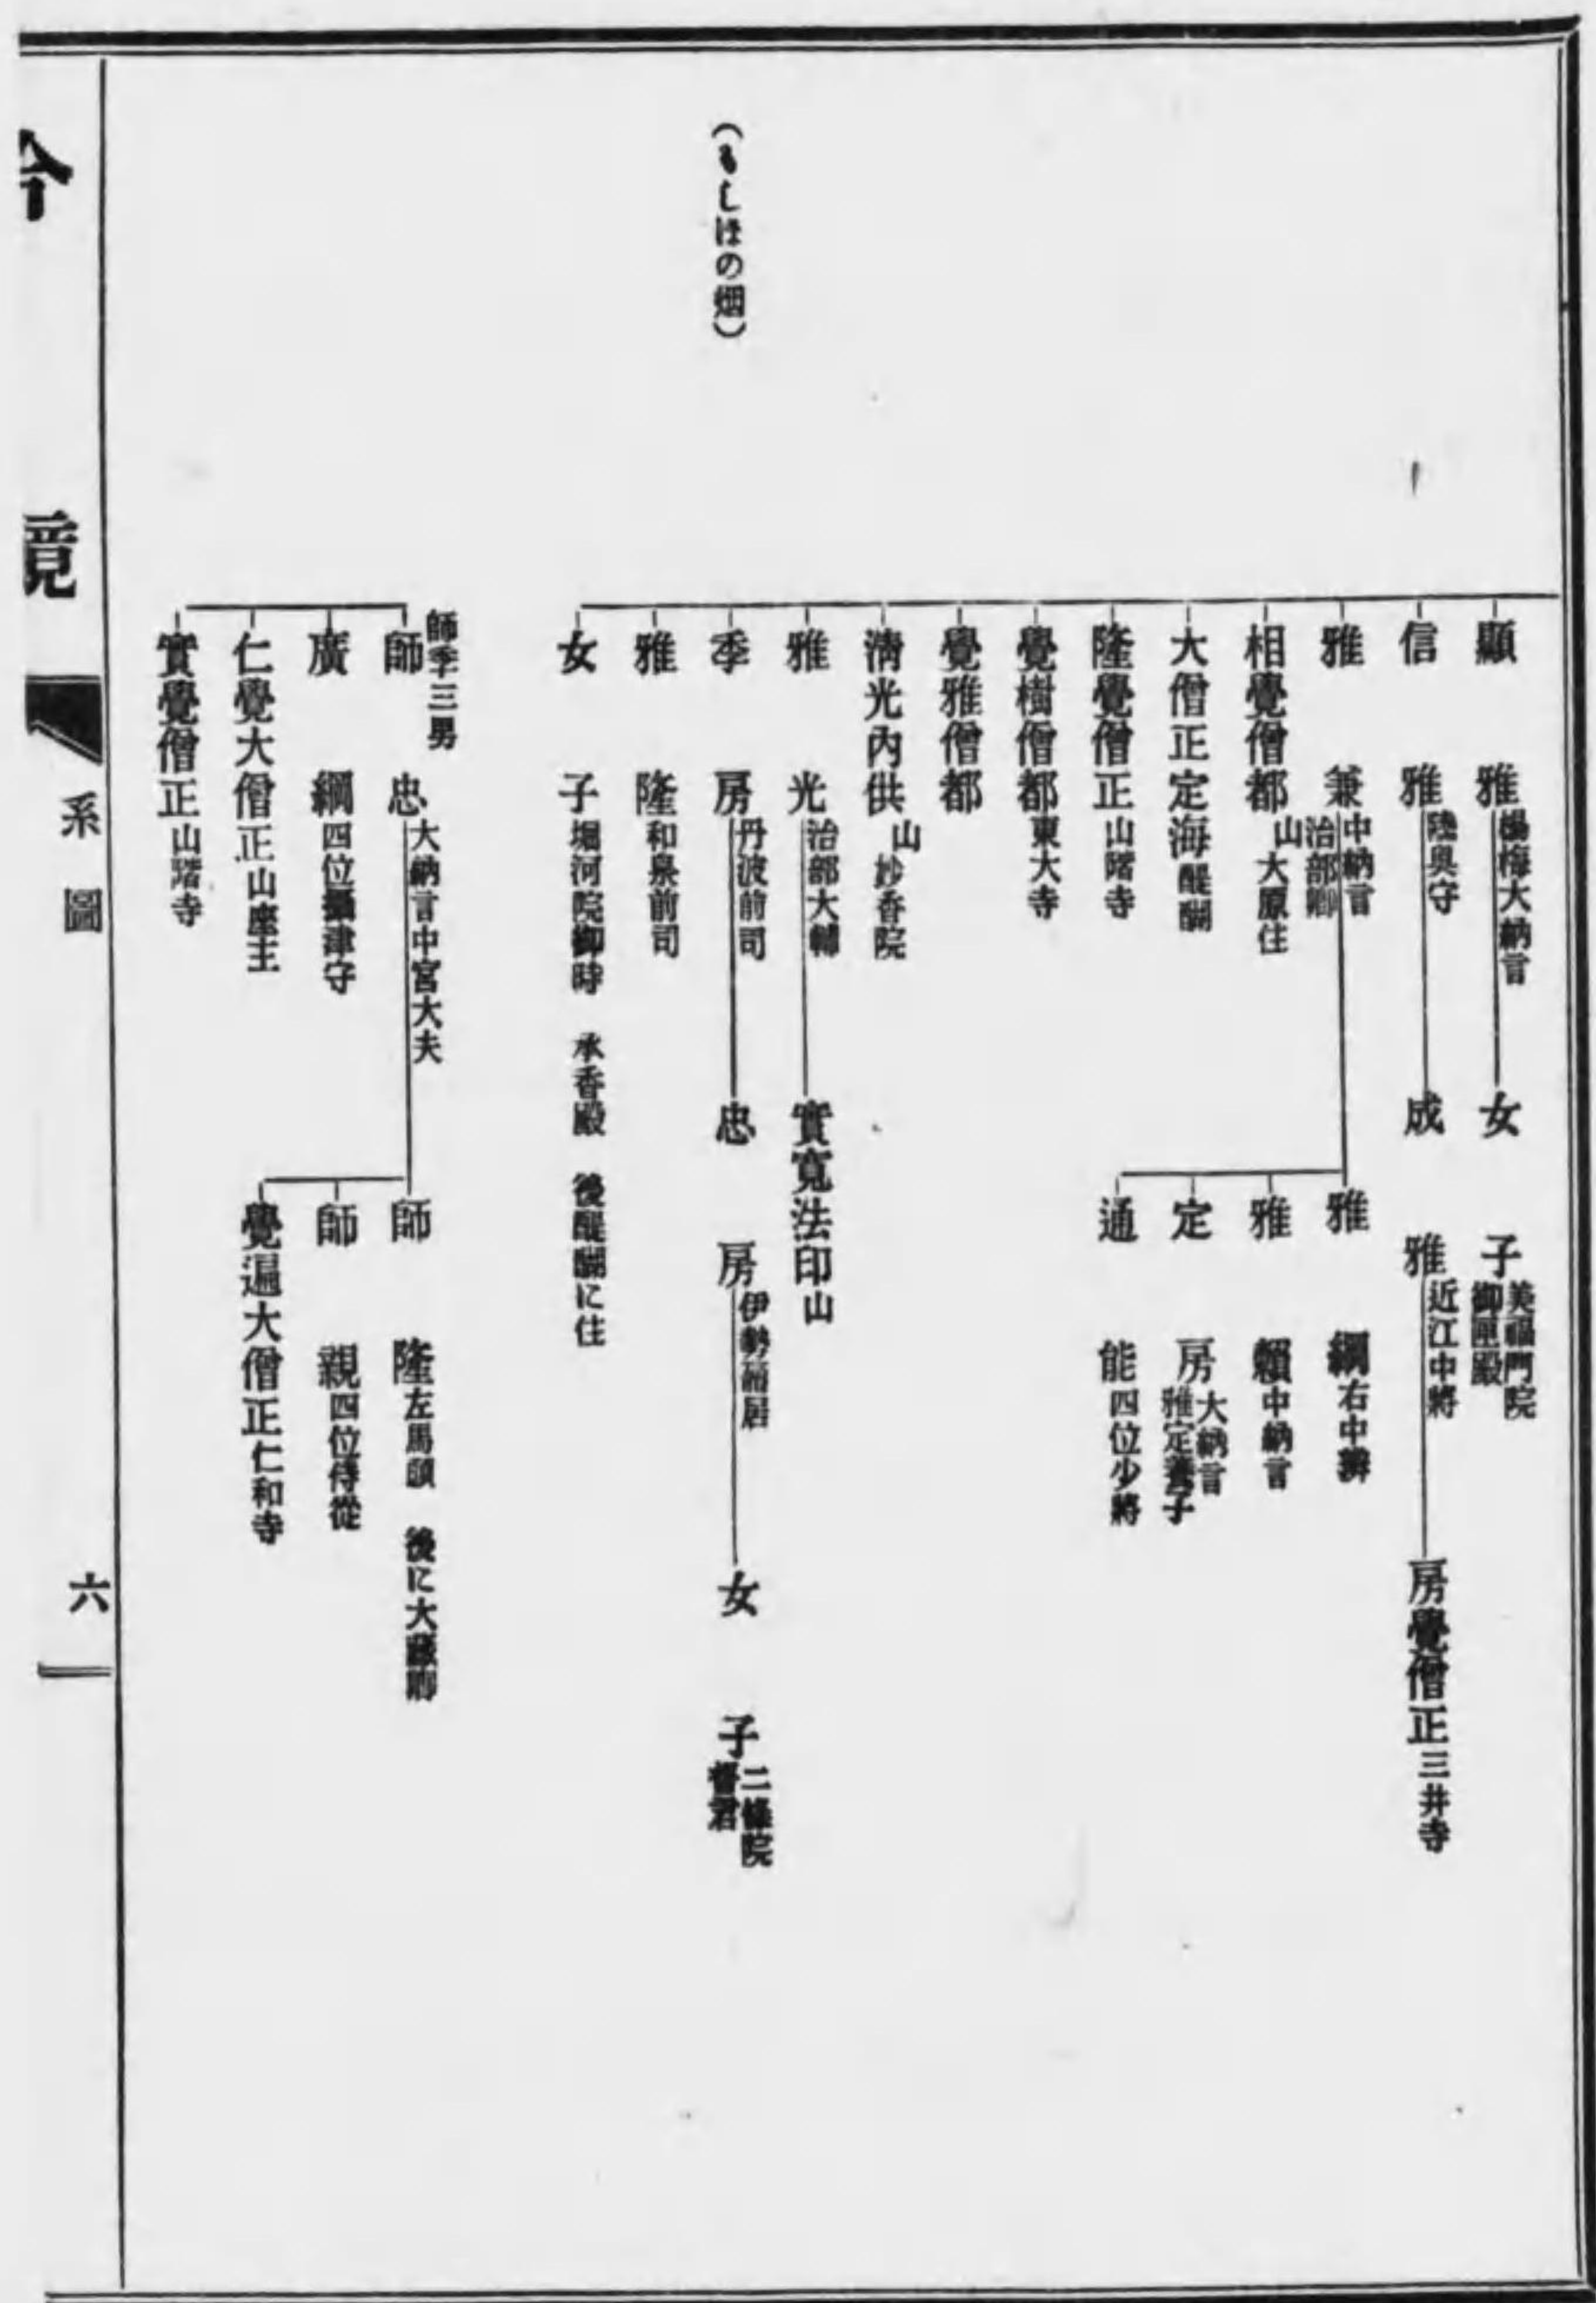 顯雅 楊梅大納言 女子 美福門院 御匣殿
信雅 陸奥守 成雅 近江中將 房覺僧正 三井寺
雅兼 中納言 治部卿 雅綱 右中辨
雅賴 中納言
定房 大納言 雅定養子
通能 四位少將
相覺僧都 山 大原住
大僧正定海 醍醐
隆覺僧正 山階寺
覺樹僧都 東大寺
覺雅僧都
淸光內供 山 妙香院
雅光 治部大輔 實寬法印 山
季房 丹波前司 忠房 伊勢籠居 女子 二條院 督君
(もしほの烟)
雅隆 和泉前司
女子 堀河院御時 承香殿 後醍醐に住
師季三男
師忠 大納言中宮大夫 師隆 左馬頭 後に大藏卿
師親 四位侍從
覺遍大僧正 仁和寺
廣綱 四位攝津守
仁覺大僧正 山座主
實覺僧正 山階寺
今鏡 系圖 六